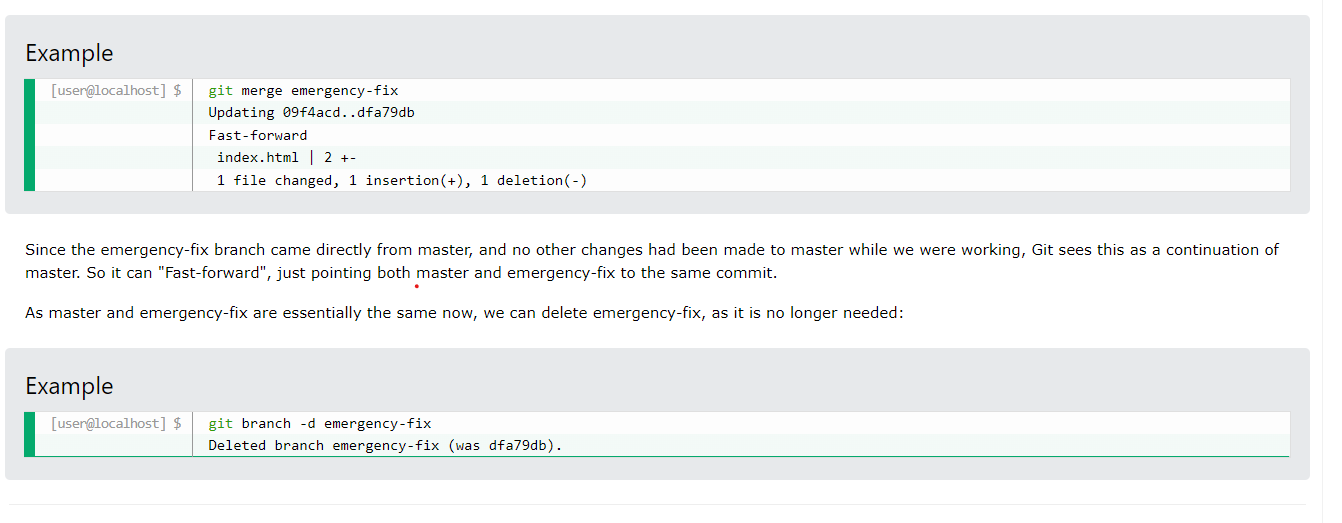 Example
[user@localhost] $ git merge emergency-fix
Updating 09f4acd..dfa79db
Fast-forward
index.html | 2 +-
1 file changed, 1 insertion(+), 1 deletion(-)
Since the emergency-fix branch came directly from master, and no other changes had been made to master while we were working, Git sees this as a continuation of
master. So it can "Fast-forward", just pointing both master and emergency-fix to the same commit.
As master and emergency-fix are essentially the same now, we can delete emergency-fix, as it is no longer needed:
Example
[user@localhost] $ git branch -d emergency-fix
Deleted branch emergency-fix (was dfa79db).